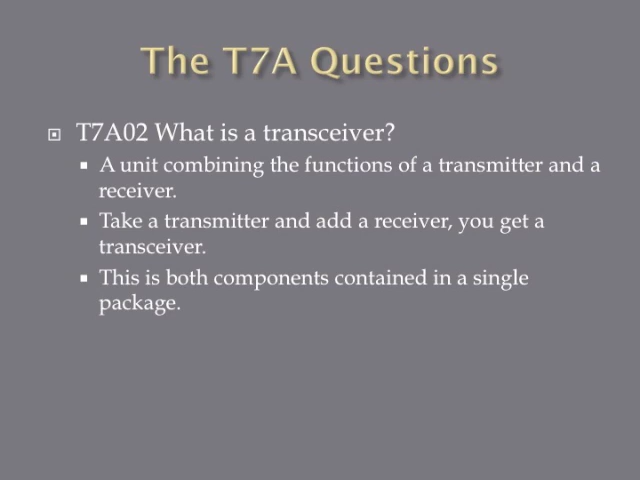 The T7A Questions
T7A02 What is a transceiver?
A unit combining the functions of a transmitter and a
receiver.
Take a transmitter and add a receiver, you get a
transceiver.
This is both components contained in a single
package.